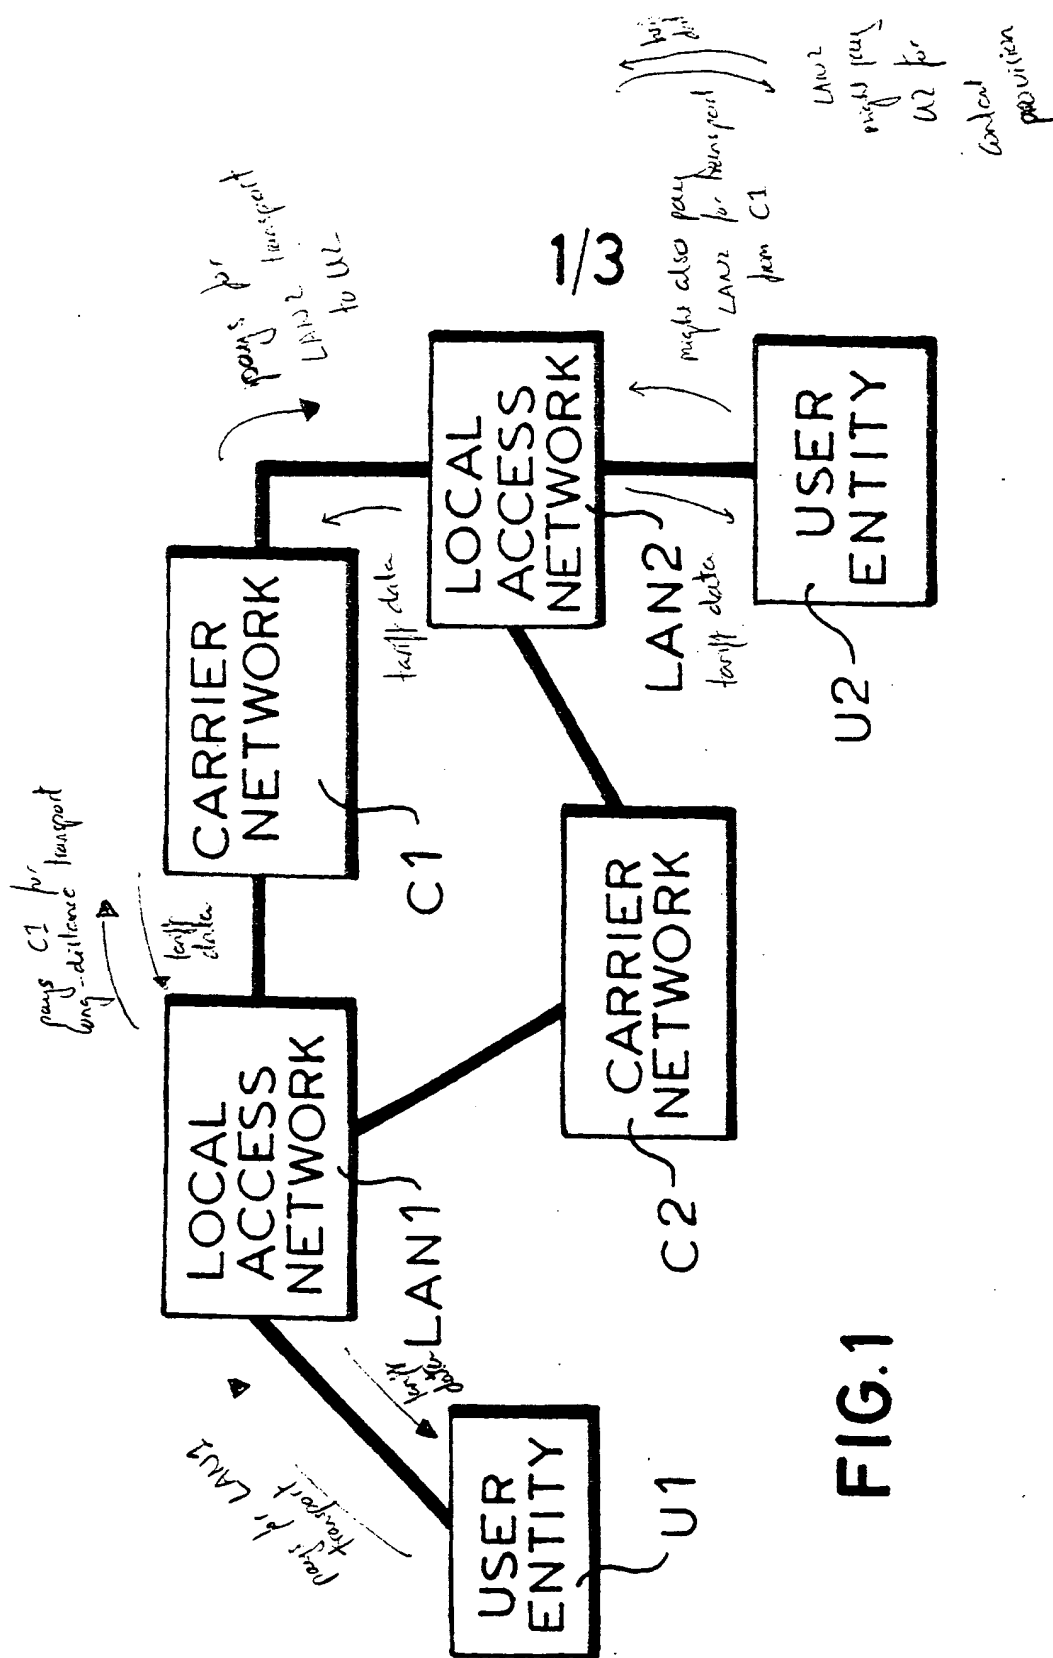 1/3
pays C1 for
long-distance transport
tariff
data
pays for
LAN2 transport
to U2
tariff data
pays for LAN1
transport
tariff
data
might also pay
LAN2 for transport
from C1
tariff data
LAN2
might pay
U2 for
content
provision
USER
ENTITY
U1
LOCAL
ACCESS
NETWORK
LAN1
CARRIER
NETWORK
C1
CARRIER
NETWORK
C2
LOCAL
ACCESS
NETWORK
LAN2
USER
ENTITY
U2
FIG.1